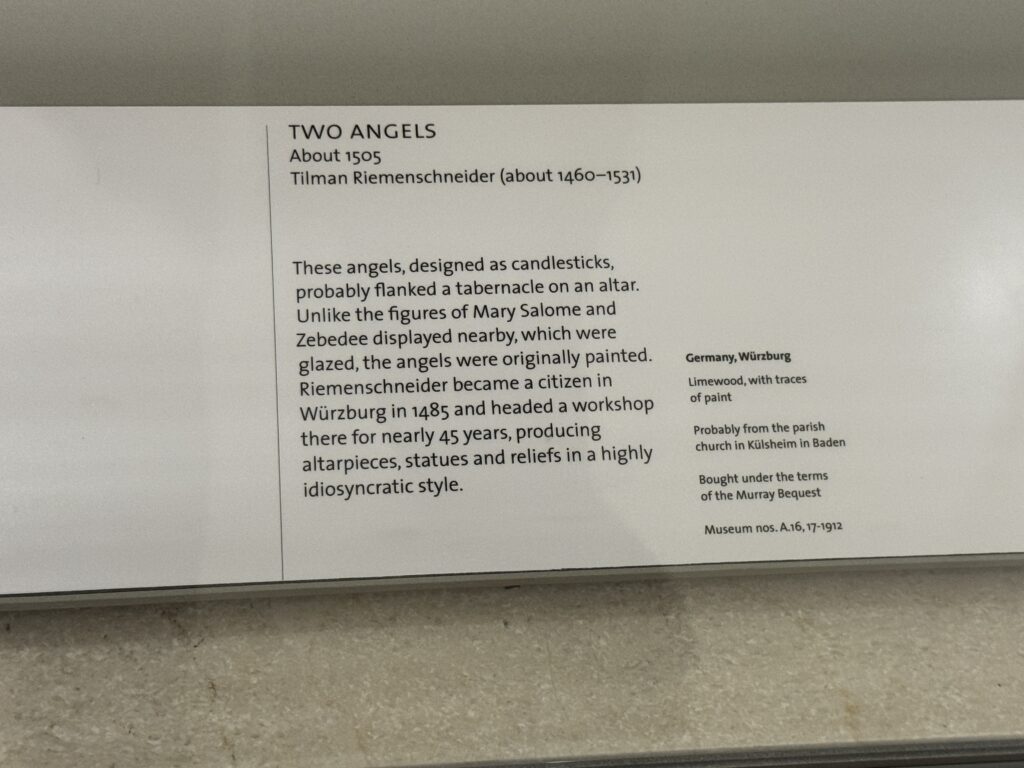 TWO ANGELS
About 1505
Tilman Riemenschneider (about 1460–1531)
These angels, designed as candlesticks,
probably flanked a tabernacle on an altar.
Unlike the figures of Mary Salome and
Zebedee displayed nearby, which were
glazed, the angels were originally painted.
Riemenschneider became a citizen in
Würzburg in 1485 and headed a workshop
there for nearly 45 years, producing
altarpieces, statues and reliefs in a highly
idiosyncratic style.
Germany, Würzburg
Limewood, with traces
of paint
Probably from the parish
church in Külsheim in Baden
Bought under the terms
of the Murray Bequest
Museum nos. A.16, 17-1912